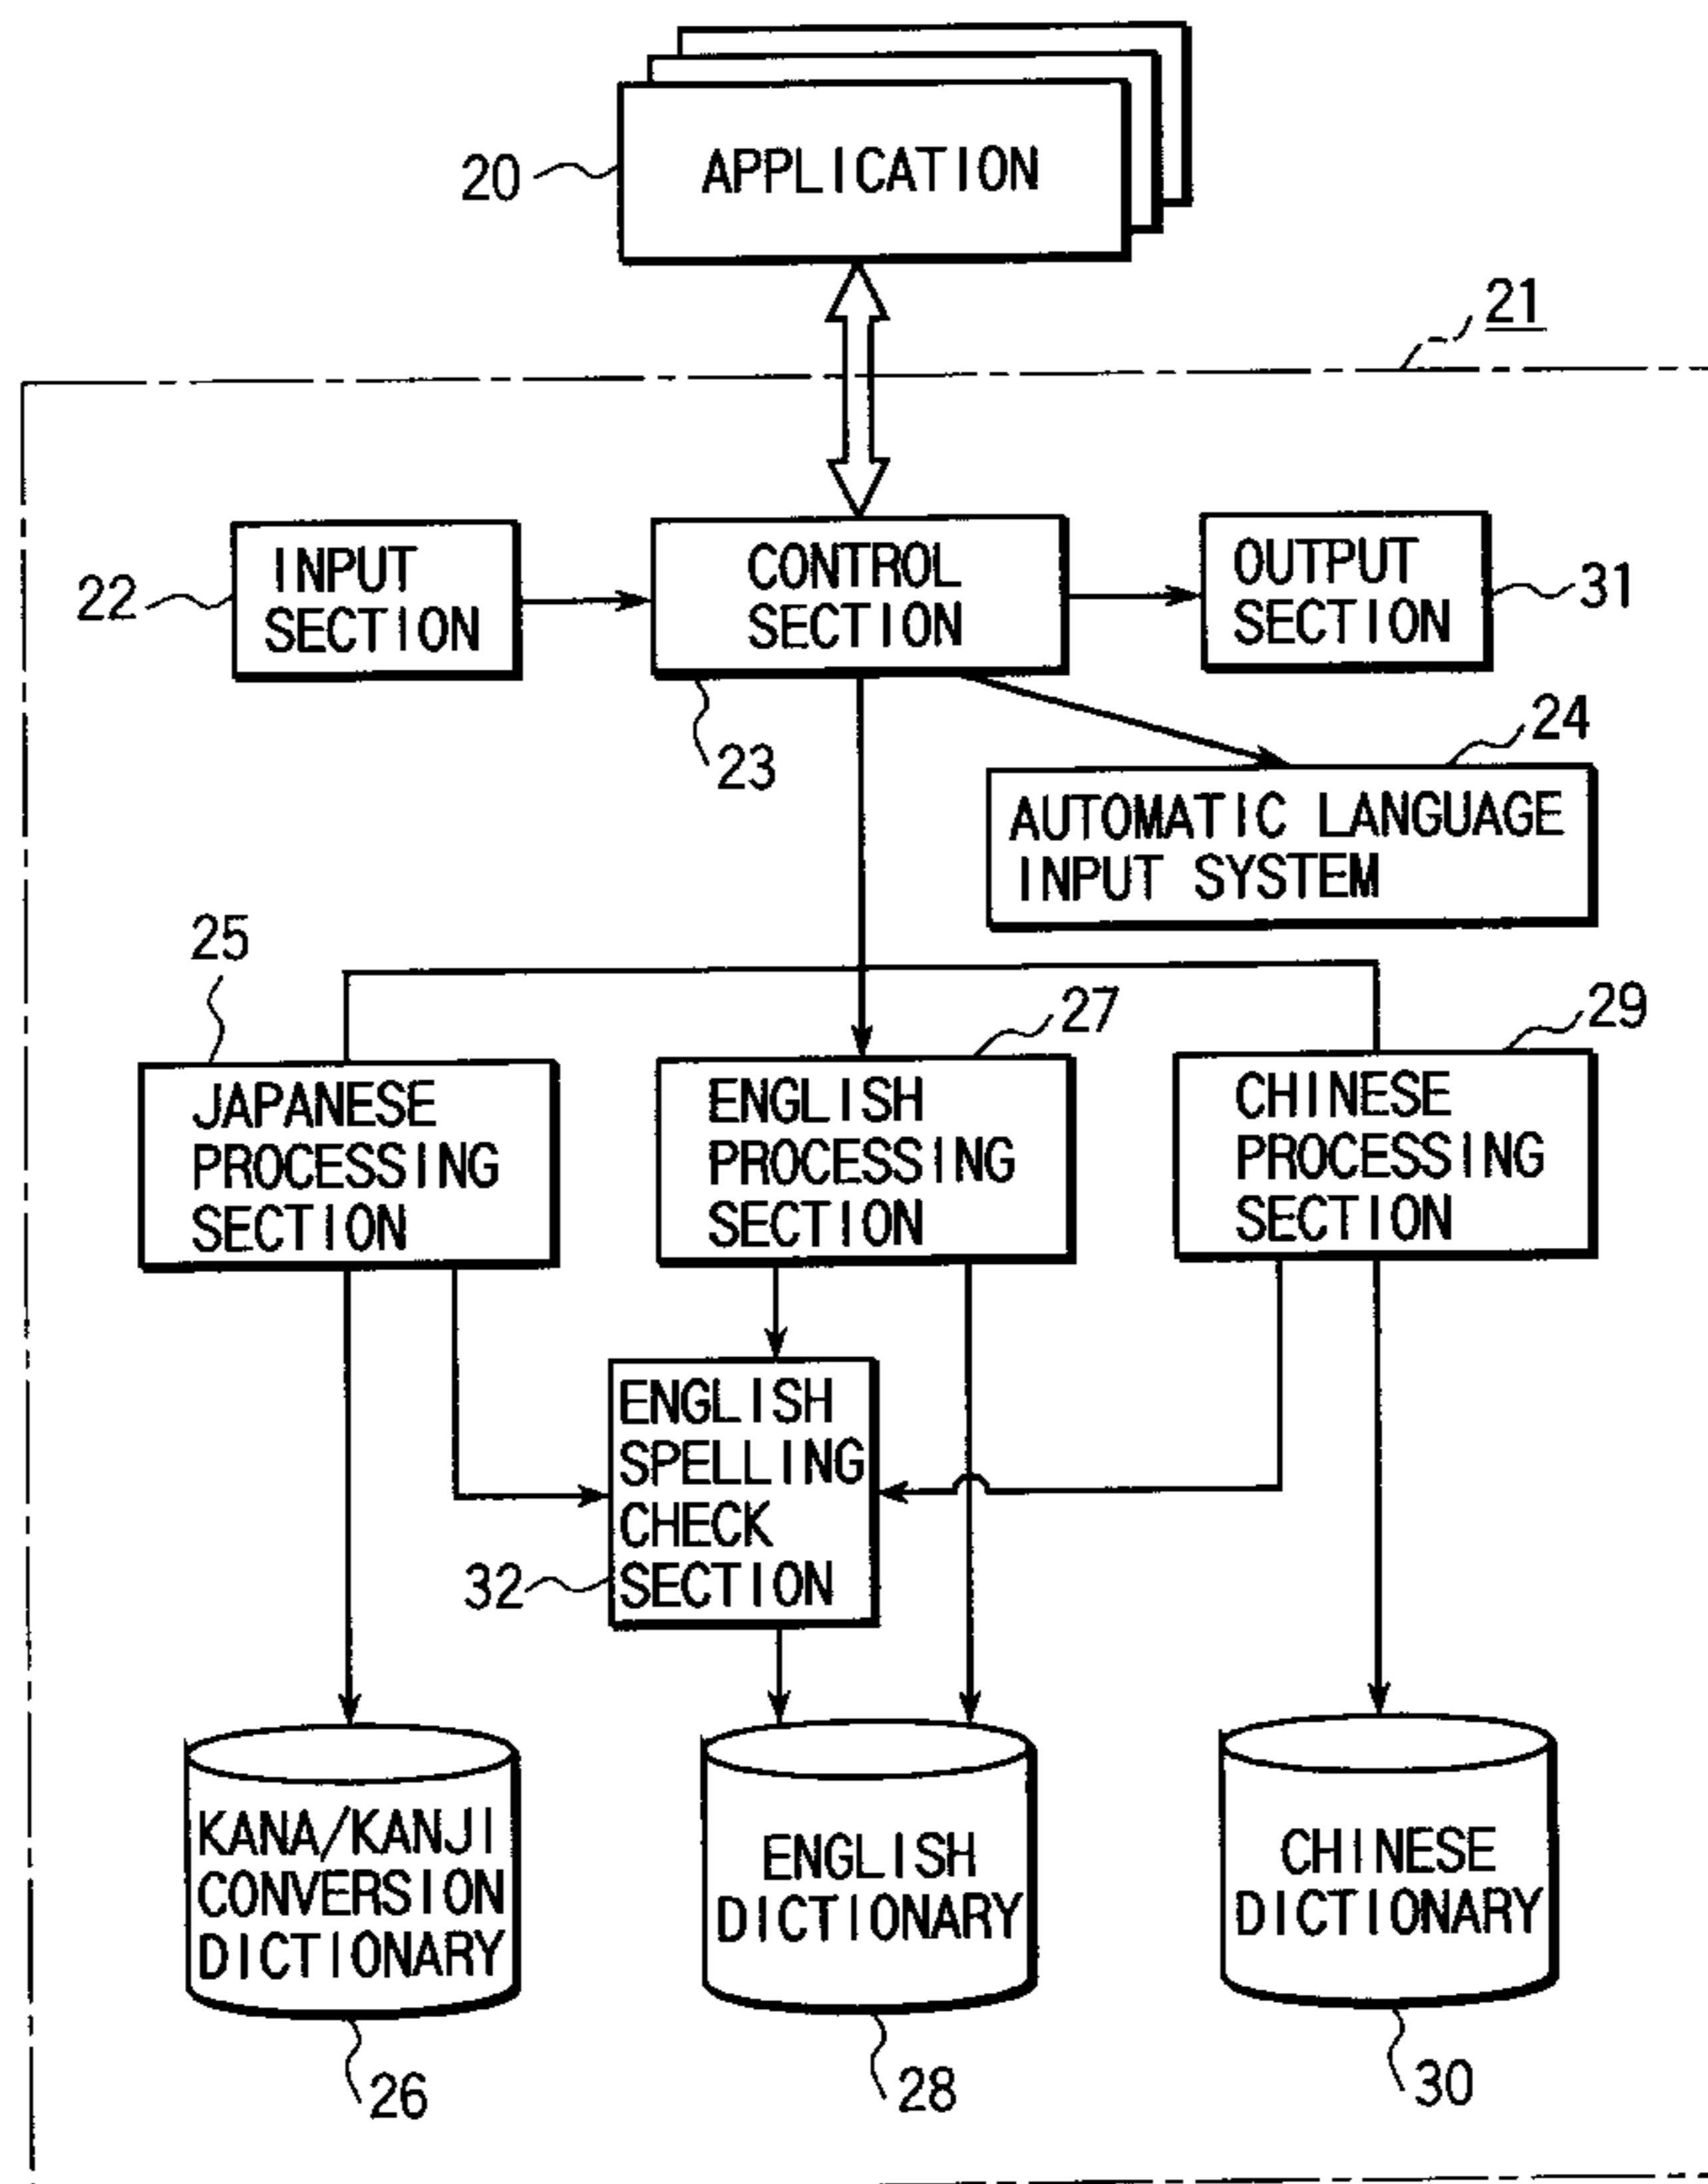 20
APPLICATION
21
22
INPUT
SECTION
CONTROL
SECTION
OUTPUT
SECTION
31
23
24
AUTOMATIC LANGUAGE
INPUT SYSTEM
25
27
29
JAPANESE
PROCESSING
SECTION
ENGLISH
PROCESSING
SECTION
CHINESE
PROCESSING
SECTION
ENGLISH
SPELLING
CHECK
SECTION
32
KANA/KANJI
CONVERSION
DICTIONARY
ENGLISH
DICTIONARY
CHINESE
DICTIONARY
26
28
30